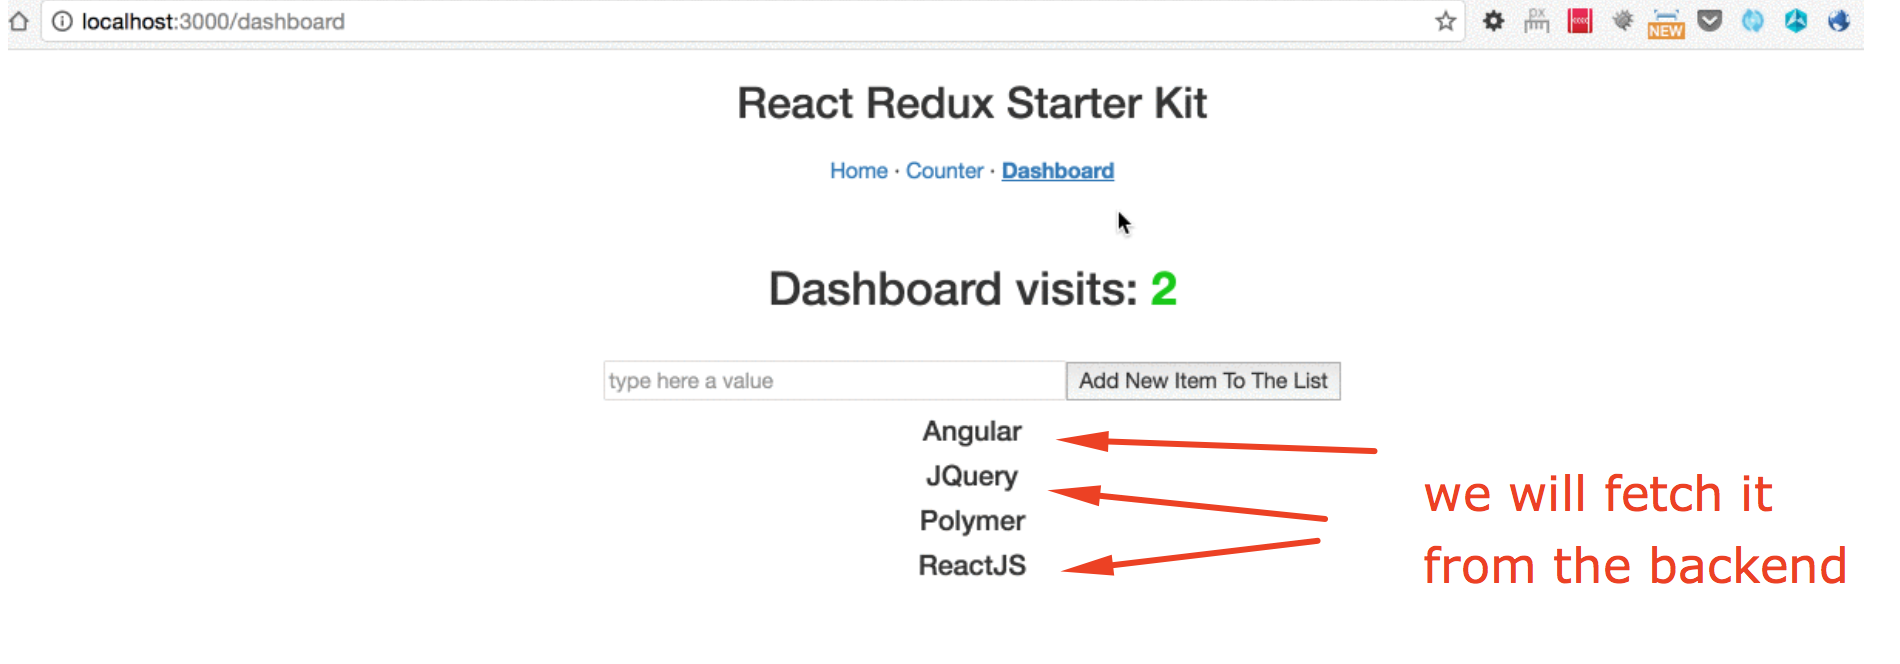 localhost:3000/dashboard
px
NEW
React Redux Starter Kit
Home · Counter · Dashboard
Dashboard visits: 2
type here a value Add New Item To The List
Angular
JQuery
Polymer
ReactJS
we will fetch it
from the backend